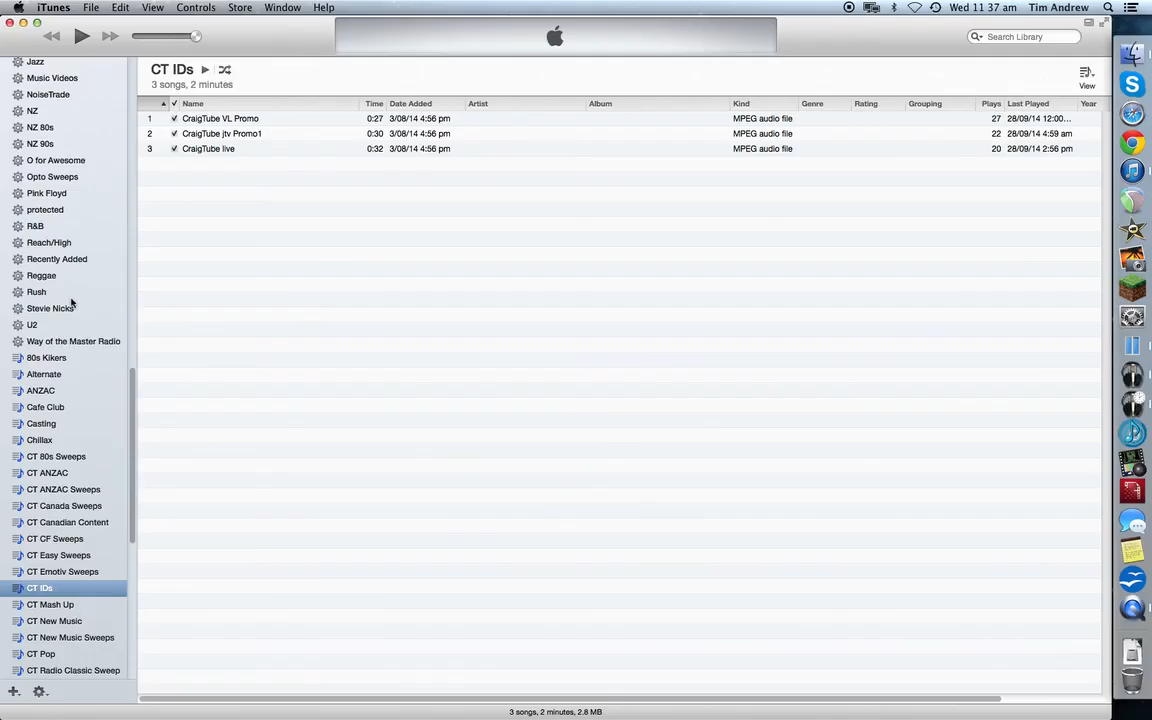 iTunes File Edit View Controls Store Window Help Wed 11 37 am Tim Andrew
Search Library
CT IDs
3 songs, 2 minutes
View
Name Time Date Added Artist Album Kind Genre Rating Grouping Plays Last Played Year
1 CraigTube VL Promo 0:27 3/08/14 4:56 pm MPEG audio file 27 28/09/14 12:00...
2 CraigTube jtv Promo1 0:30 3/08/14 4:56 pm MPEG audio file 22 28/09/14 4:59 am
3 CraigTube live 0:32 3/08/14 4:56 pm MPEG audio file 20 28/09/14 2:56 pm
Jazz
Music Videos
NoiseTrade
NZ
NZ 80s
NZ 90s
O for Awesome
Opto Sweeps
Pink Floyd
protected
R&B
Reach/High
Recently Added
Reggae
Rush
Stevie Nicks
U2
Way of the Master Radio
80s Kikers
Alternate
ANZAC
Cafe Club
Casting
Chillax
CT 80s Sweeps
CT ANZAC
CT ANZAC Sweeps
CT Canada Sweeps
CT Canadian Content
CT CF Sweeps
CT Easy Sweeps
CT Emotiv Sweeps
CT IDs
CT Mash Up
CT New Music
CT New Music Sweeps
CT Pop
CT Radio Classic Sweep
3 songs, 2 minutes, 2.8 MB